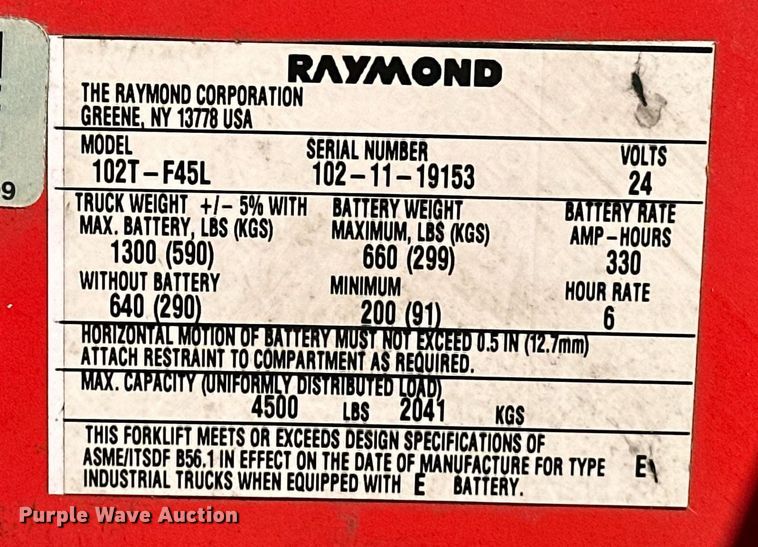 RAYMOND
THE RAYMOND CORPORATION
GREENE, NY 13778 USA
MODEL SERIAL NUMBER VOLTS
102T-F45L 102-11-19153 24
TRUCK WEIGHT +/- 5% WITH BATTERY WEIGHT BATTERY RATE
MAX. BATTERY, LBS (KGS) MAXIMUM, LBS (KGS) AMP-HOURS
1300 (590) 660 (299) 330
WITHOUT BATTERY MINIMUM HOUR RATE
640 (290) 200 (91) 6
HORIZONTAL MOTION OF BATTERY MUST NOT EXCEED 0.5 IN (12.7mm)
ATTACH RESTRAINT TO COMPARTMENT AS REQUIRED.
MAX. CAPACITY (UNIFORMLY DISTRIBUTED LOAD)
4500 LBS 2041 KGS
THIS FORKLIFT MEETS OR EXCEEDS DESIGN SPECIFICATIONS OF
ASME/ITSDF B56.1 IN EFFECT ON THE DATE OF MANUFACTURE FOR TYPE E
INDUSTRIAL TRUCKS WHEN EQUIPPED WITH E BATTERY.
9
Purple Wave Auction